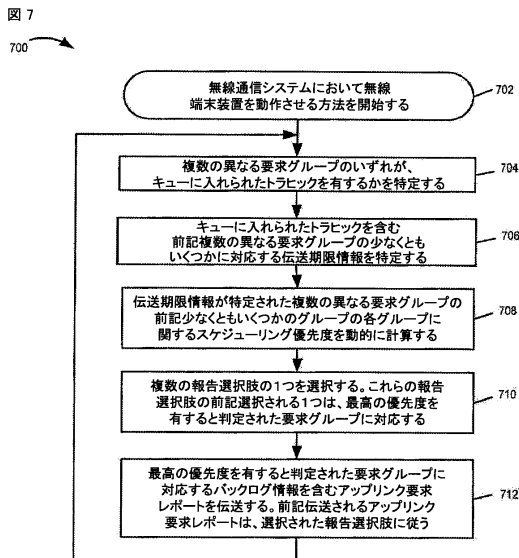 図 7
700
無線通信システムにおいて無線
端末装置を動作させる方法を開始する
702
複数の異なる要求グループのいずれが、
キューに入れられたトラヒックを有するかを特定する
704
キューに入れられたトラヒックを含む
前記複数の異なる要求グループの少なくとも
いくつかに対応する伝送期限情報を特定する
706
伝送期限情報が特定された複数の異なる要求グループの
前記少なくともいくつかのグループの各グループに
関するスケジューリング優先度を動的に計算する
708
複数の報告選択肢の1つを選択する。これらの報告
選択肢の前記選択される1つは、最高の優先度を
有すると判定された要求グループに対応する
710
最高の優先度を有すると判定された要求グループに
対応するバックログ情報を含むアップリンク要求
レポートを伝送する。前記伝送されるアップリンク
要求レポートは、選択された報告選択肢に従う
712